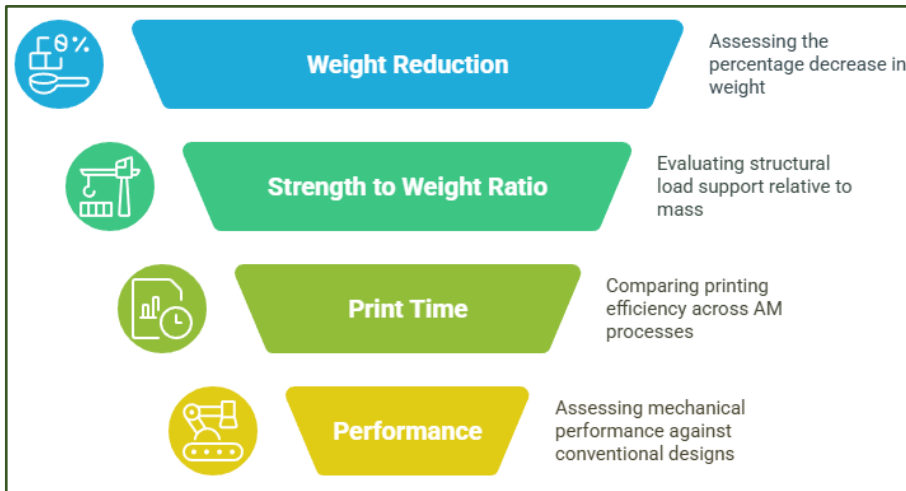 0%
Weight Reduction
Assessing the
percentage decrease in
weight
Strength to Weight Ratio
Evaluating structural
load support relative to
mass
Print Time
Comparing printing
efficiency across AM
processes
Performance
Assessing mechanical
performance against
conventional designs